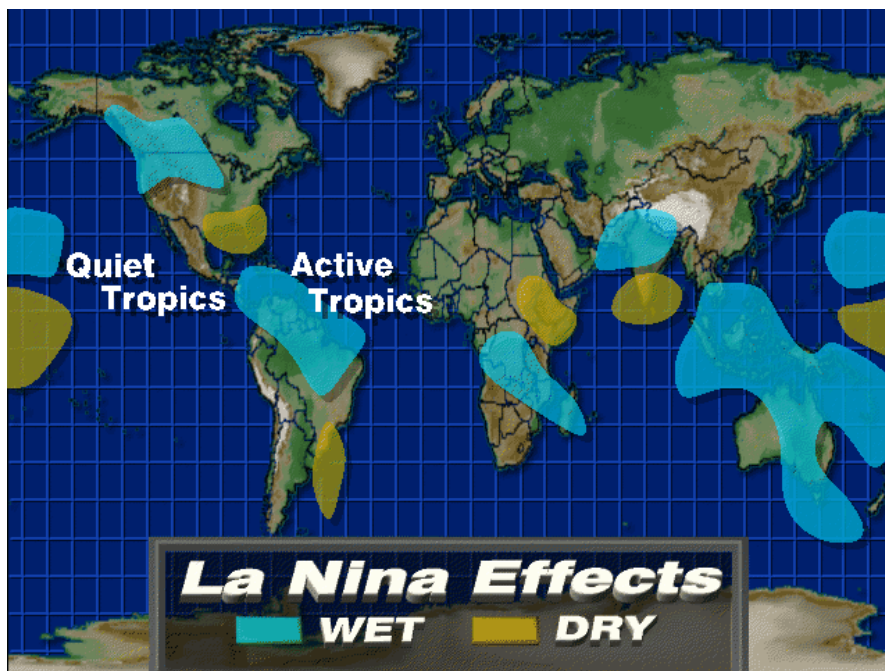 Quiet
Tropics
Active
Tropics
La Nina Effects
WET DRY